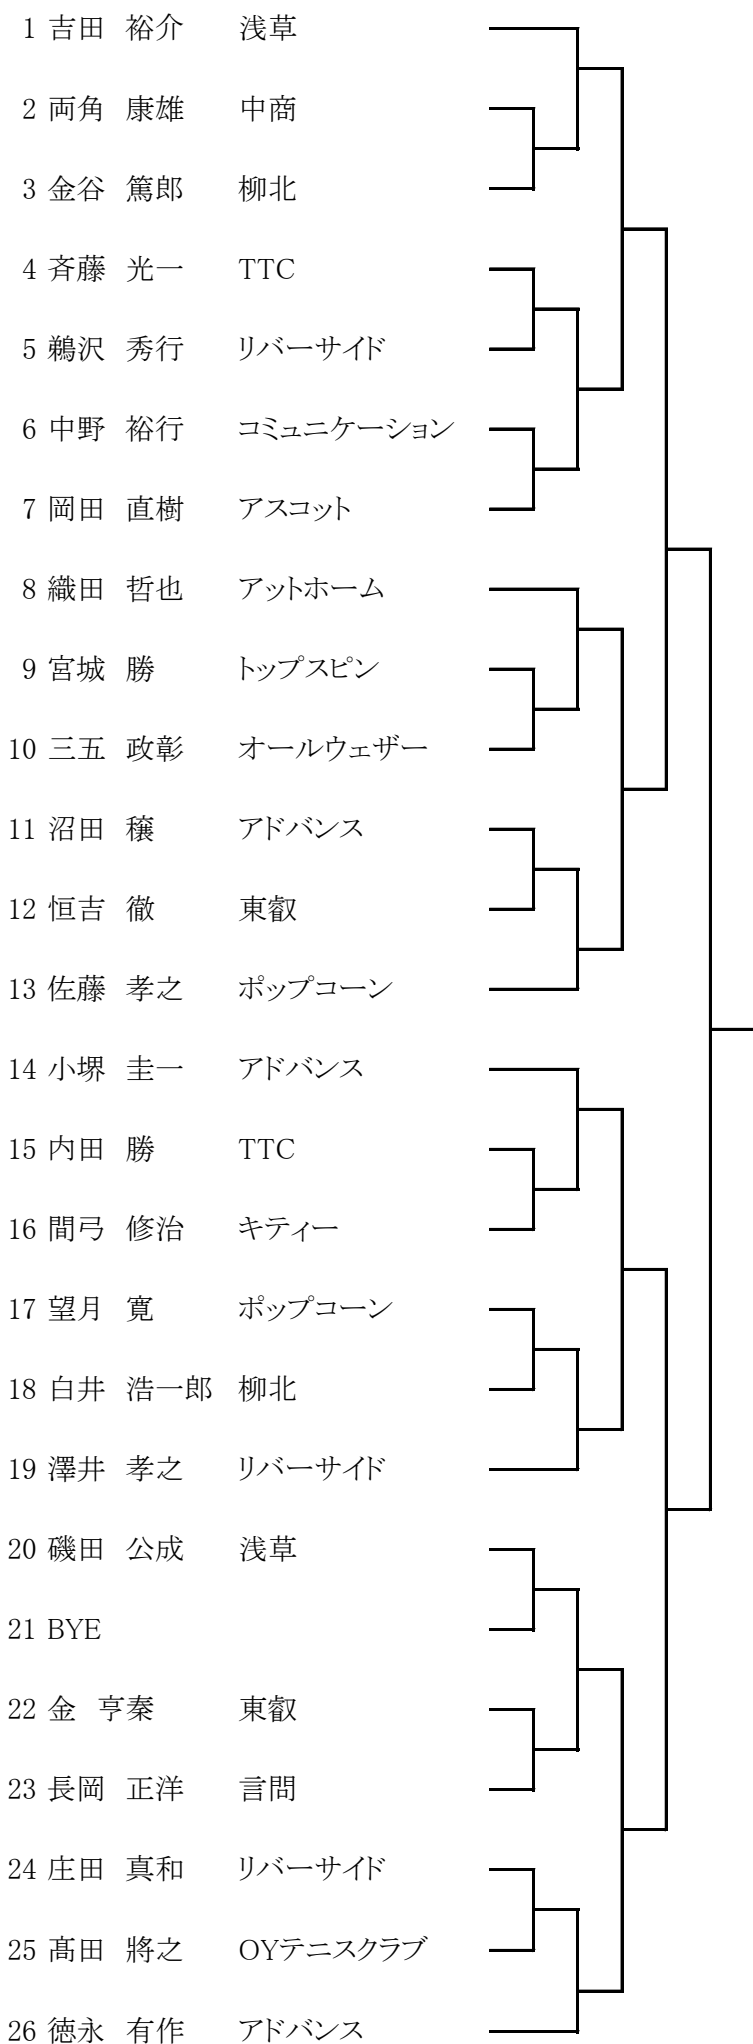 1 吉田 裕介 浅草
2 両角 康雄 中商
3 金谷 篤郎 柳北
4 斉藤 光一 TTC
5 鵜沢 秀行 リバーサイド
6 中野 裕行 コミュニケーション
7 岡田 直樹 アスコット
8 織田 哲也 アットホーム
9 宮城 勝 トップスピン
10 三五 政彰 オールウェザー
11 沼田 穣 アドバンス
12 恒吉 徹 東叡
13 佐藤 孝之 ポップコーン
14 小堺 圭一 アドバンス
15 内田 勝 TTC
16 間弓 修治 キティー
17 望月 寛 ポップコーン
18 白井 浩一郎 柳北
19 澤井 孝之 リバーサイド
20 磯田 公成 浅草
21 BYE
22 金 亨秦 東叡
23 長岡 正洋 言問
24 庄田 真和 リバーサイド
25 髙田 將之 OYテニスクラブ
26 徳永 有作 アドバンス